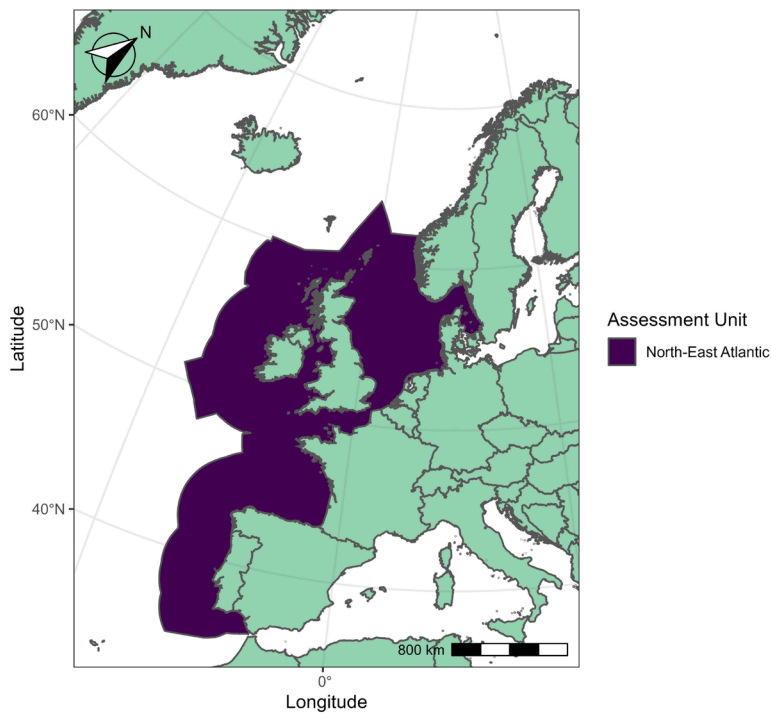 N
60°N
50°N
40°N
Latitude
800 km
0°
Longitude
Assessment Unit
North-East Atlantic